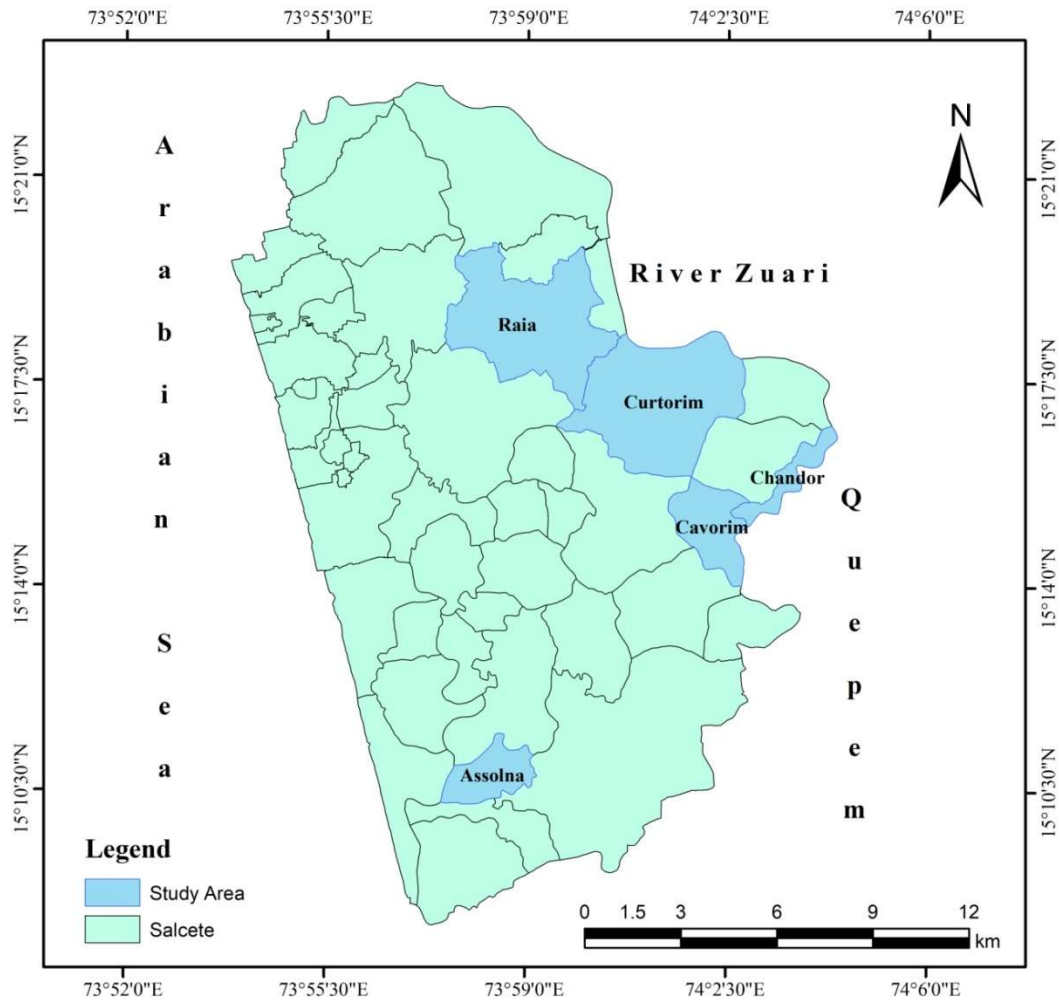 73°52'0"E 73°55'30"E 73°59'0"E 74°2'30"E 74°6'0"E
15°21'0"N
15°17'30"N
15°14'0"N
15°10'30"N
Arabian Sea
N
River Zuari
Raia
Curtorim
Chandor
Cavorim
Quepem
Assolna
15°21'0"N
15°17'30"N
15°14'0"N
15°10'30"N
Legend
Study Area
Salcete
0 1.5 3 6 9 12
km
73°52'0"E 73°55'30"E 73°59'0"E 74°2'30"E 74°6'0"E